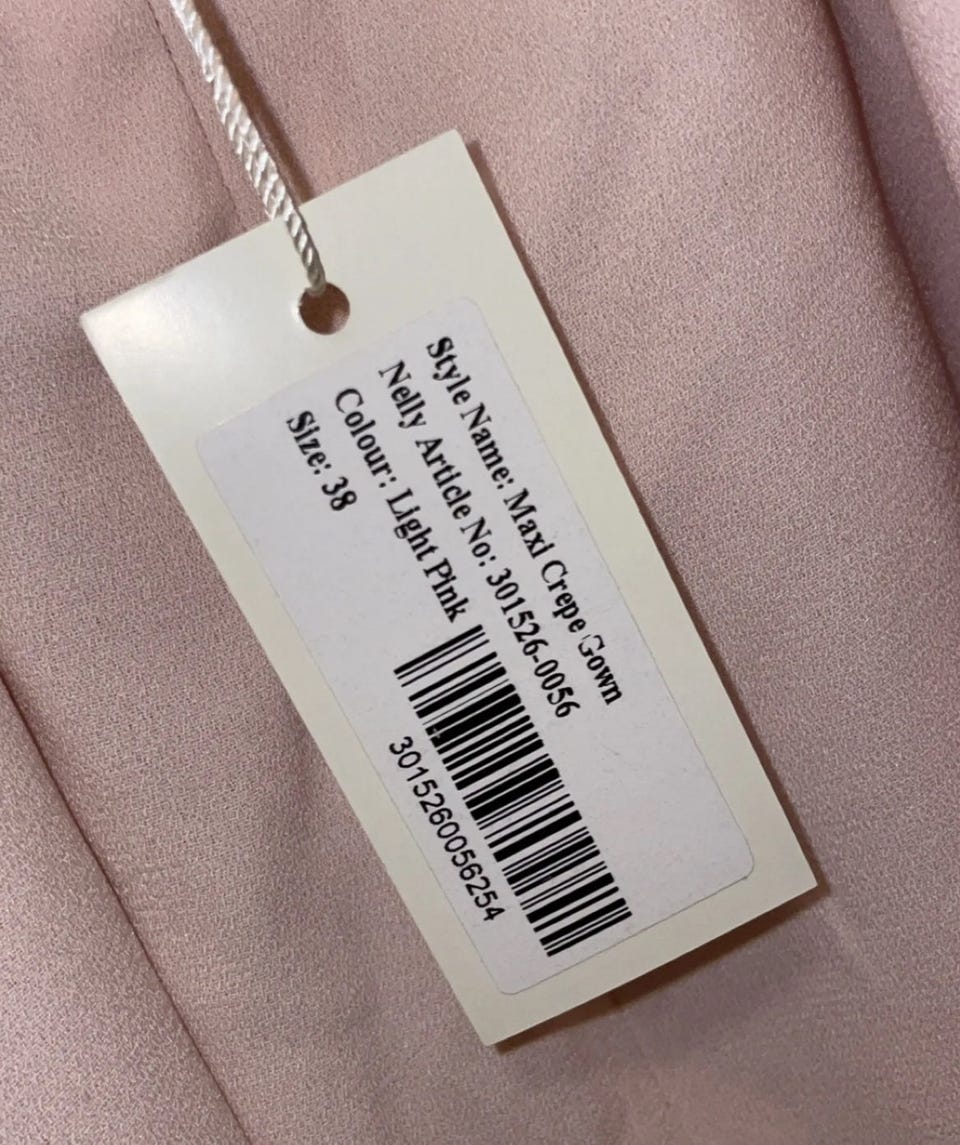 Style Name: Maxi Crepe Gown
Nelly Article No: 301526-0056
Colour: Light Pink
Size: 38
3015260056254